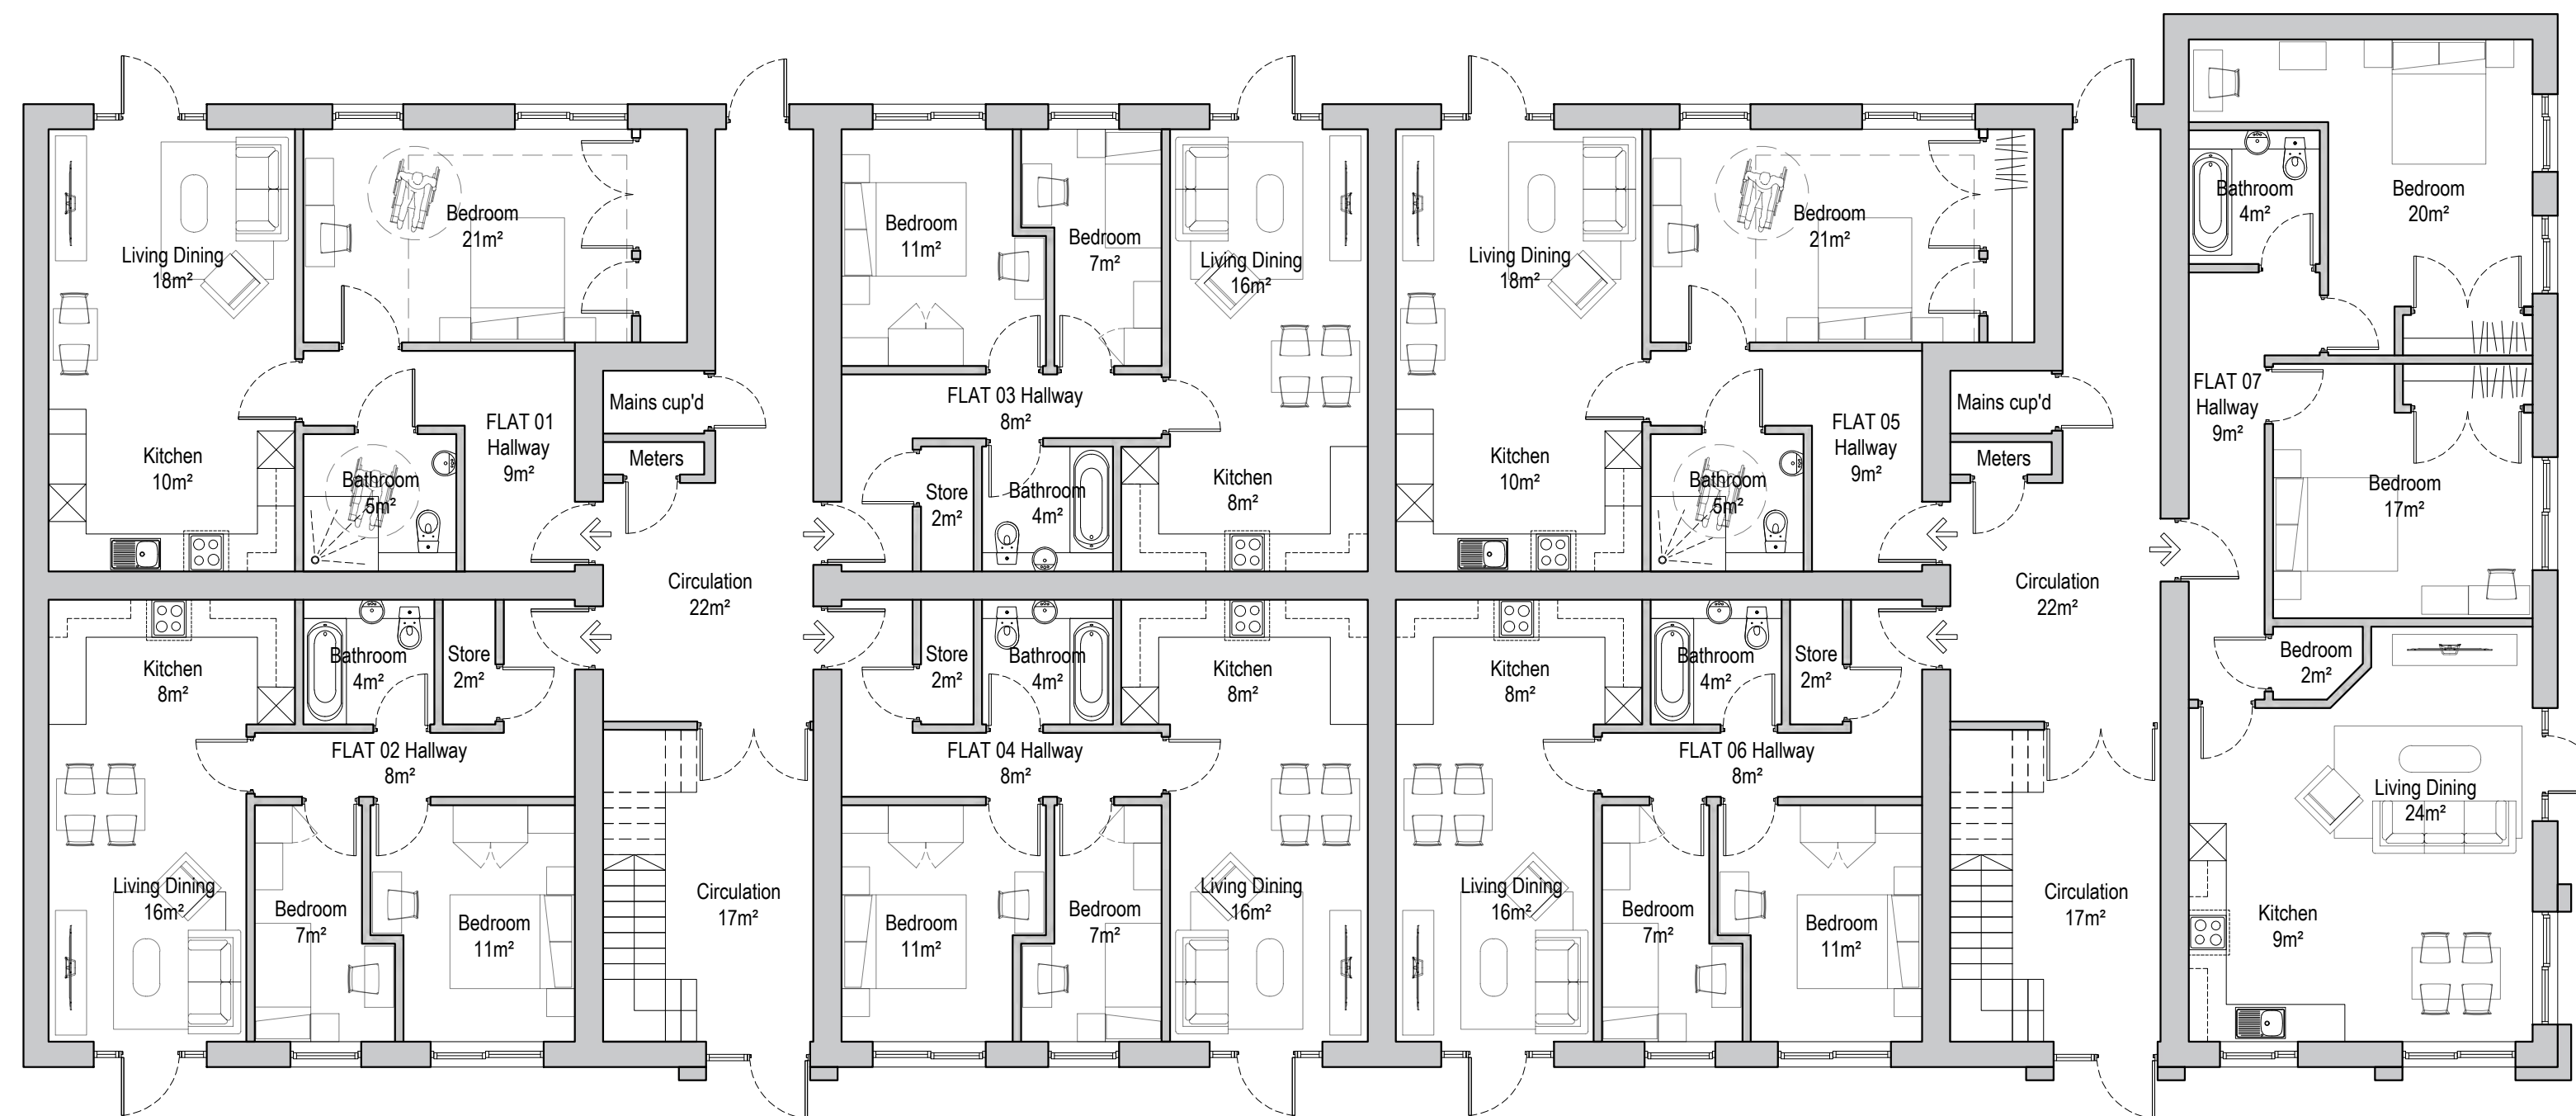 Living Dining
18m²
Bedroom
21m²
Kitchen
10m²
Bathroom
5m²
FLAT 01
Hallway
9m²
Mains cup'd
Meters
Circulation
22m²
Kitchen
8m²
Bathroom
4m²
Store
2m²
FLAT 02 Hallway
8m²
Living Dining
16m²
Bedroom
7m²
Bedroom
11m²
Circulation
17m²
Bedroom
11m²
Bedroom
7m²
Living Dining
16m²
FLAT 03 Hallway
8m²
Store
2m²
Bathroom
4m²
Kitchen
8m²
Store
2m²
Bathroom
4m²
Kitchen
8m²
FLAT 04 Hallway
8m²
Bedroom
11m²
Bedroom
7m²
Living Dining
16m²
Living Dining
18m²
Bedroom
21m²
Kitchen
10m²
Bathroom
5m²
FLAT 05
Hallway
9m²
Mains cup'd
Meters
Circulation
22m²
Kitchen
8m²
Bathroom
4m²
Store
2m²
FLAT 06 Hallway
8m²
Living Dining
16m²
Bedroom
7m²
Bedroom
11m²
Circulation
17m²
Bathroom
4m²
Bedroom
20m²
FLAT 07
Hallway
9m²
Bedroom
17m²
Bedroom
2m²
Living Dining
24m²
Kitchen
9m²